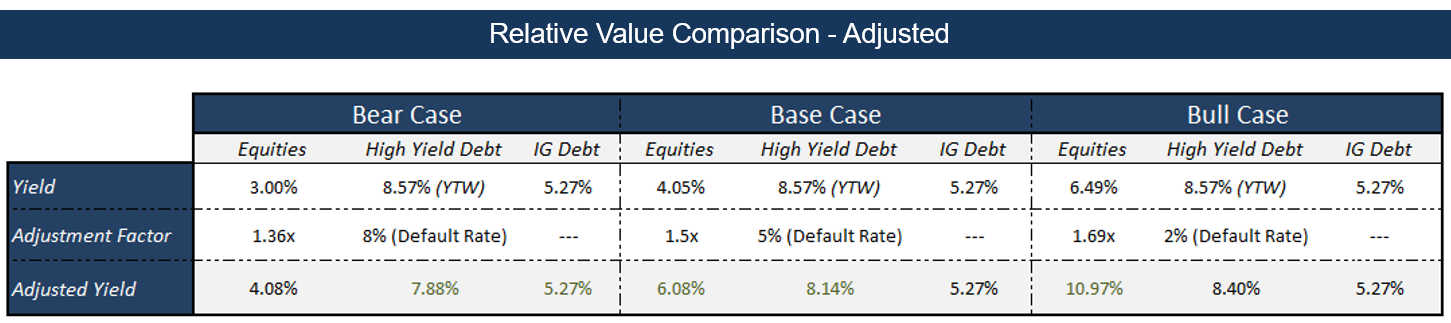 Relative Value Comparison - Adjusted
Bear Case Base Case Bull Case
Equities High Yield Debt IG Debt Equities High Yield Debt IG Debt Equities High Yield Debt IG Debt
Yield 3.00% 8.57% (YTW) 5.27% 4.05% 8.57% (YTW) 5.27% 6.49% 8.57% (YTW) 5.27%
Adjustment Factor 1.36x 8% (Default Rate) --- 1.5x 5% (Default Rate) --- 1.69x 2% (Default Rate) ---
Adjusted Yield 4.08% 7.88% 5.27% 6.08% 8.14% 5.27% 10.97% 8.40% 5.27%